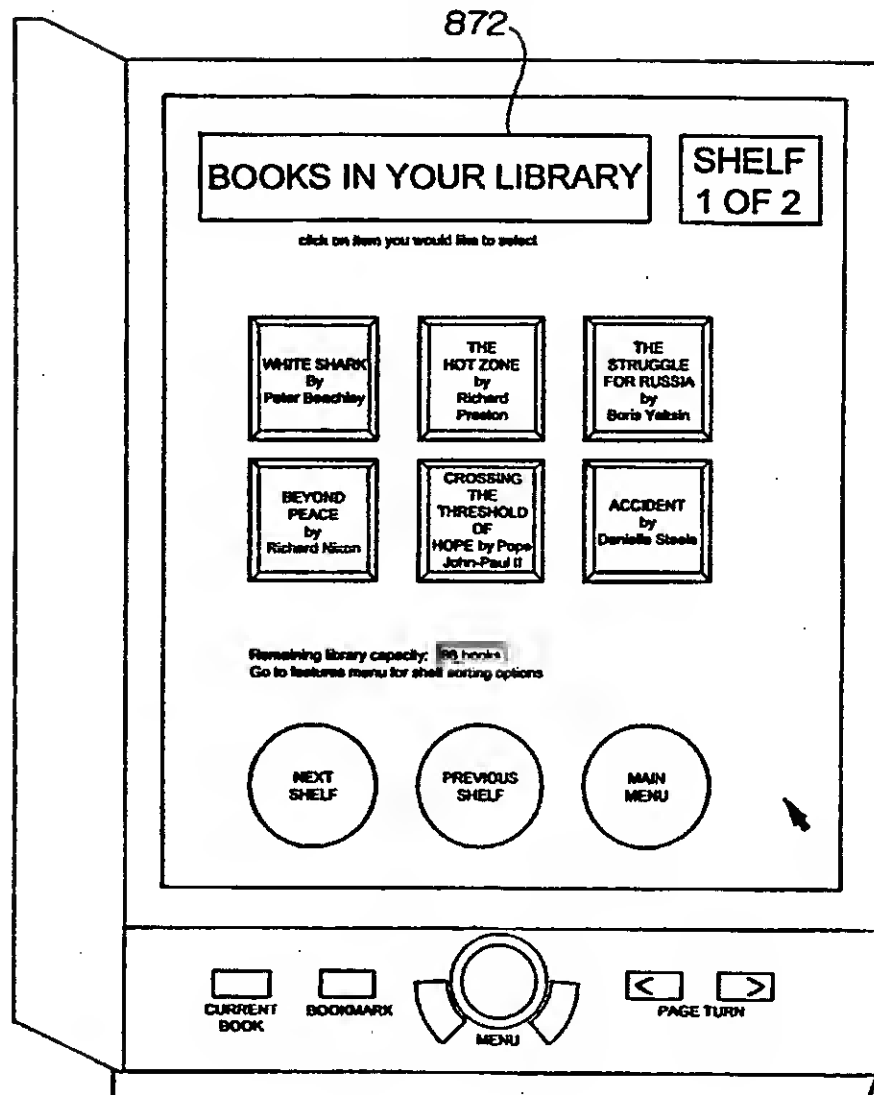 872
BOOKS IN YOUR LIBRARY
SHELF
1 OF 2
click on item you would like to select
WHITE SHARK
By
Peter Beachley
THE
HOT ZONE
by
Richard
Preston
THE
STRUGGLE
FOR RUSSIA
by
Boris Yeltsin
BEYOND
PEACE
by
Richard Nixon
CROSSING
THE
THRESHOLD
OF
HOPE by Pope
John-Paul II
ACCIDENT
by
Danielle Steele
Remaining library capacity: books
Go to features menu for shelf sorting options
NEXT
SHELF
PREVIOUS
SHELF
MAIN
MENU
CURRENT
BOOK
BOOKMARK
MENU
< >
PAGE TURN